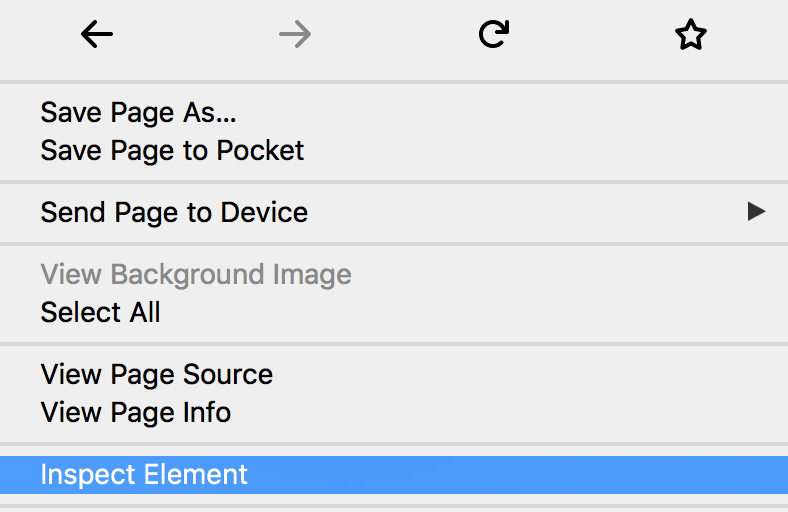 Save Page As...
Save Page to Pocket
Send Page to Device
View Background Image
Select All
View Page Source
View Page Info
Inspect Element